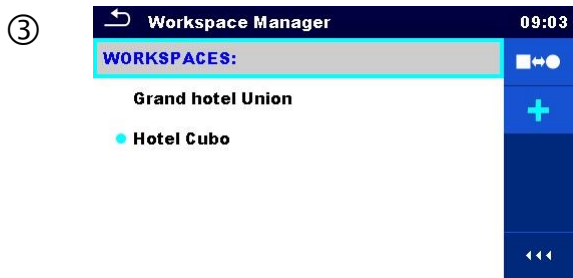 ③
Workspace Manager 09:03
WORKSPACES:
Grand hotel Union
Hotel Cubo